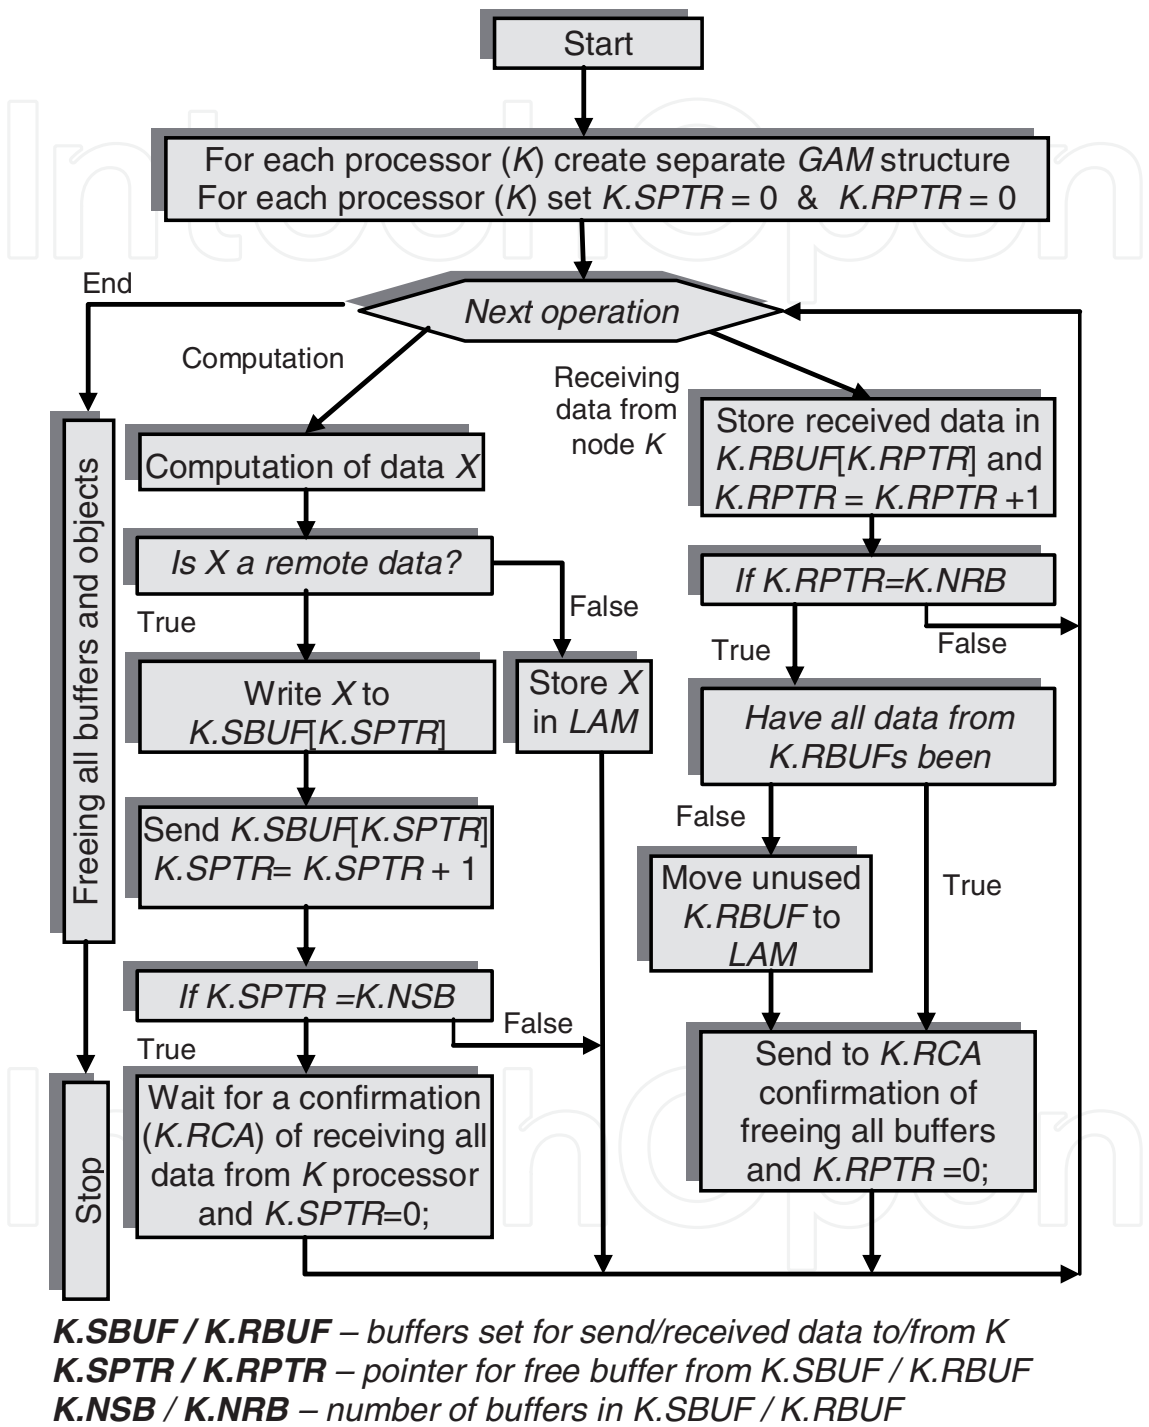 Start
For each processor (K) create separate GAM structure
For each processor (K) set K.SPTR = 0 & K.RPTR = 0
End
Next operation
Computation
Receiving
data from
node K
Freeing all buffers and objects
Computation of data X
Store received data in
K.RBUF[K.RPTR] and
K.RPTR = K.RPTR +1
Is X a remote data?
If K.RPTR=K.NRB
True
False
True
False
Write X to
K.SBUF[K.SPTR]
Store X
in LAM
Have all data from
K.RBUFs been
Send K.SBUF[K.SPTR]
K.SPTR= K.SPTR + 1
False
True
Move unused
K.RBUF to
LAM
If K.SPTR =K.NSB
False
True
Stop
Wait for a confirmation
(K.RCA) of receiving all
data from K processor
and K.SPTR=0;
Send to K.RCA
confirmation of
freeing all buffers
and K.RPTR =0;
K.SBUF / K.RBUF – buffers set for send/received data to/from K
K.SPTR / K.RPTR – pointer for free buffer from K.SBUF / K.RBUF
K.NSB / K.NRB – number of buffers in K.SBUF / K.RBUF